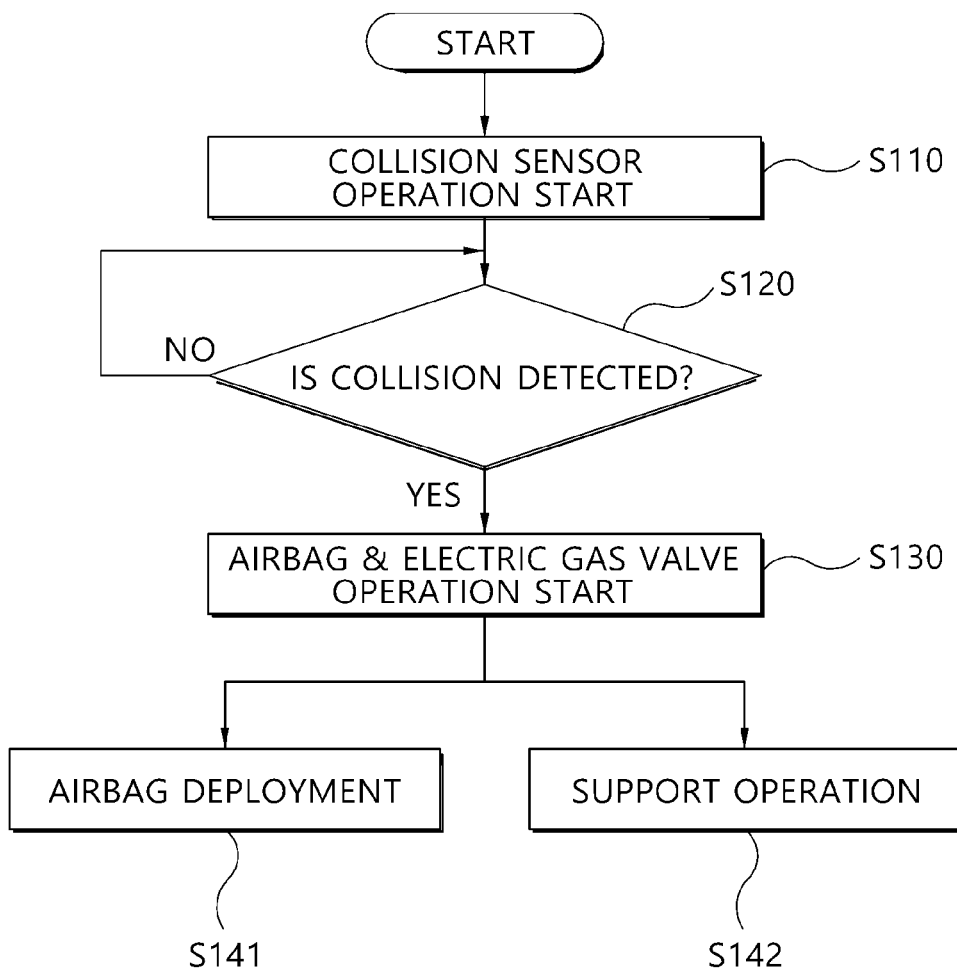 START
COLLISION SENSOR
OPERATION START
S110
S120
NO
IS COLLISION DETECTED?
YES
AIRBAG & ELECTRIC GAS VALVE
OPERATION START
S130
AIRBAG DEPLOYMENT
SUPPORT OPERATION
S141
S142